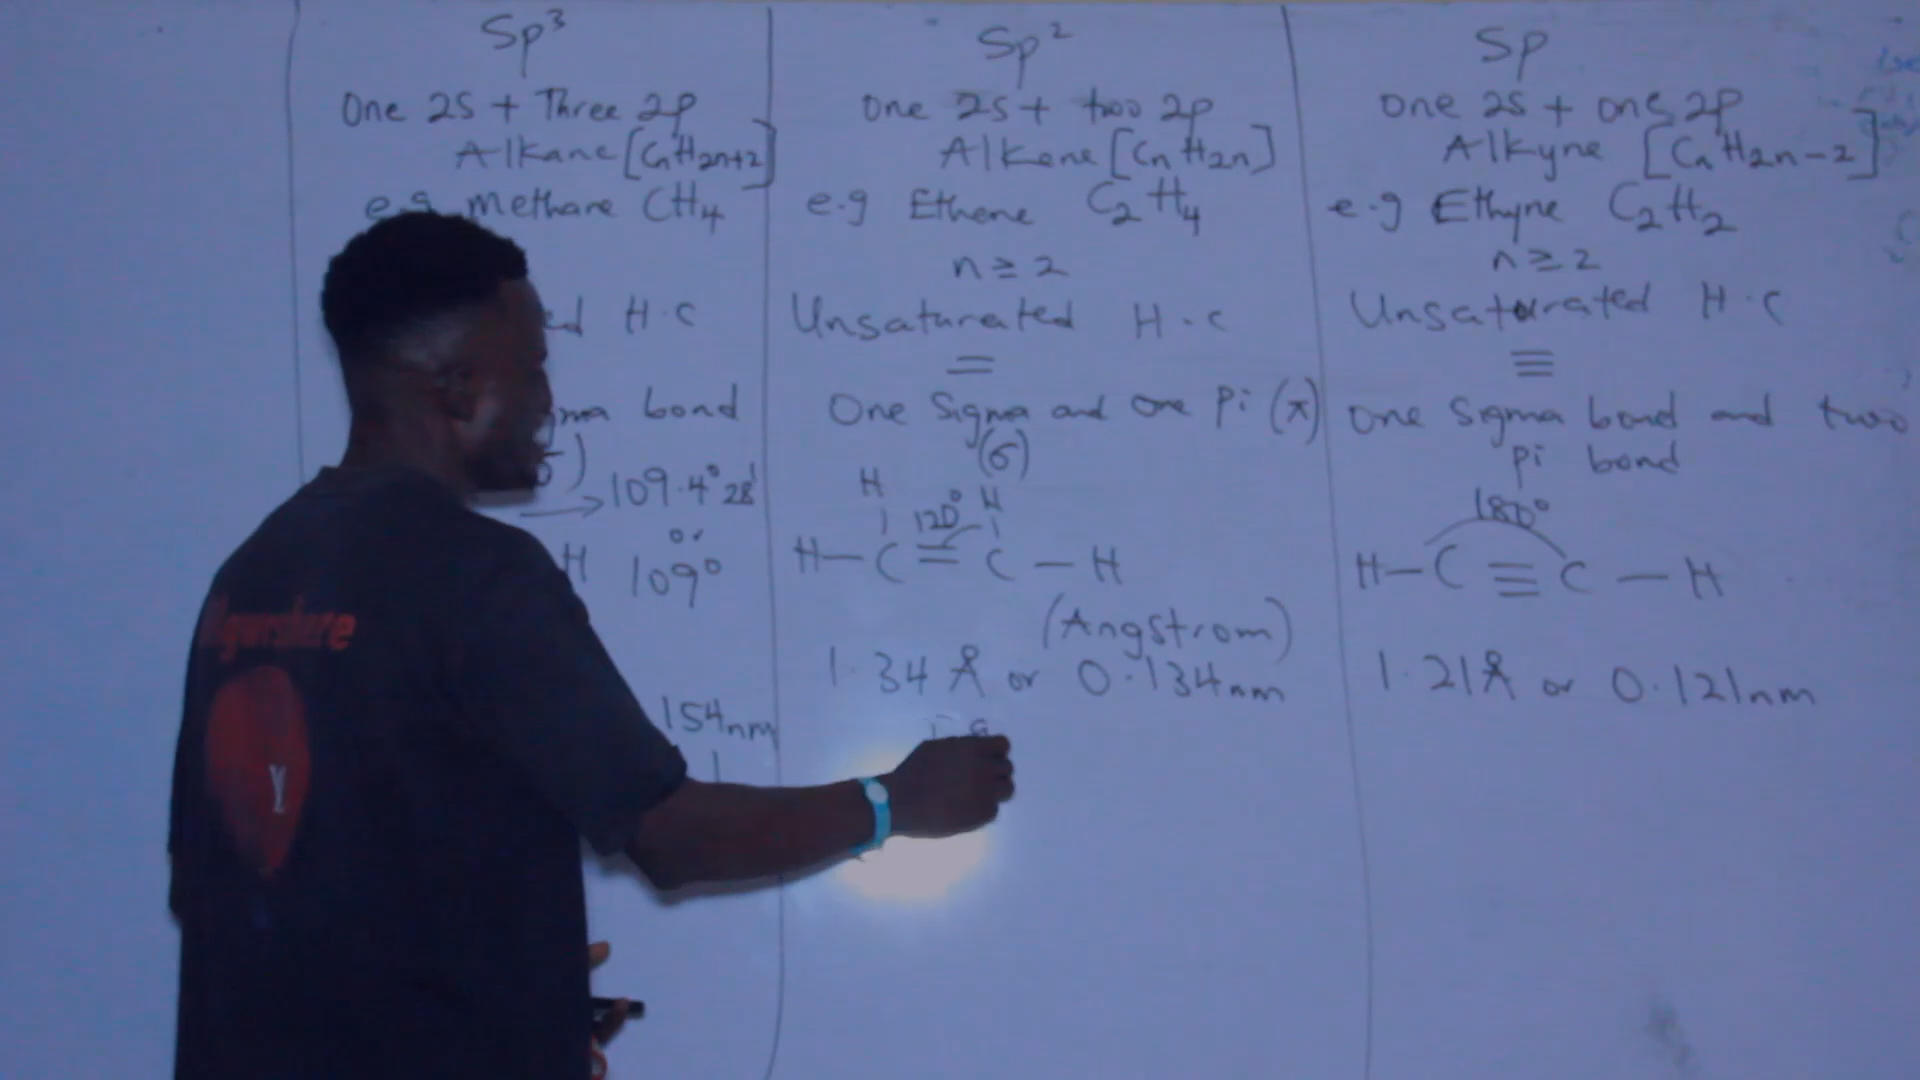 Sp³
One 2S + Three 2p
Alkane [CnH2n+2]
e.g methane CH4
H.C
bond
109.4°28'
or
H 109°
154nm
Sp²
One 2S + two 2p
Alkene [CnH2n]
e.g Ethene C2H4
n ≥ 2
Unsaturated H.C
=
One Sigma and one Pi (π)
(σ)
H H
120°
H—C = C—H
(Angstrom)
1.34 Å or 0.134nm
Sp
One 2S + one 2p
Alkyne [CnH2n-2]
e.g Ethyne C2H2
n ≥ 2
Unsaturated H.C
≡
One Sigma bond and two
Pi bond
180°
H—C ≡ C—H
1.21Å or 0.121nm